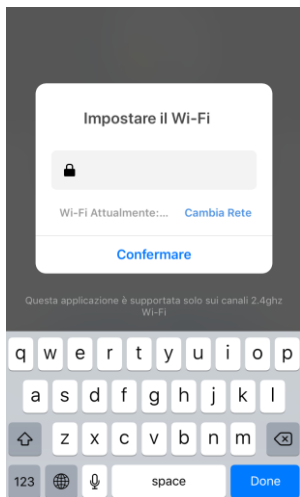 Impostare il Wi-Fi
Wi-Fi Attualmente:... Cambia Rete
Confermare
Questa applicazione è supportata solo sui canali 2.4ghz
Wi-Fi
q w e r t y u i o p
a s d f g h j k l
z x c v b n m
123 space Done